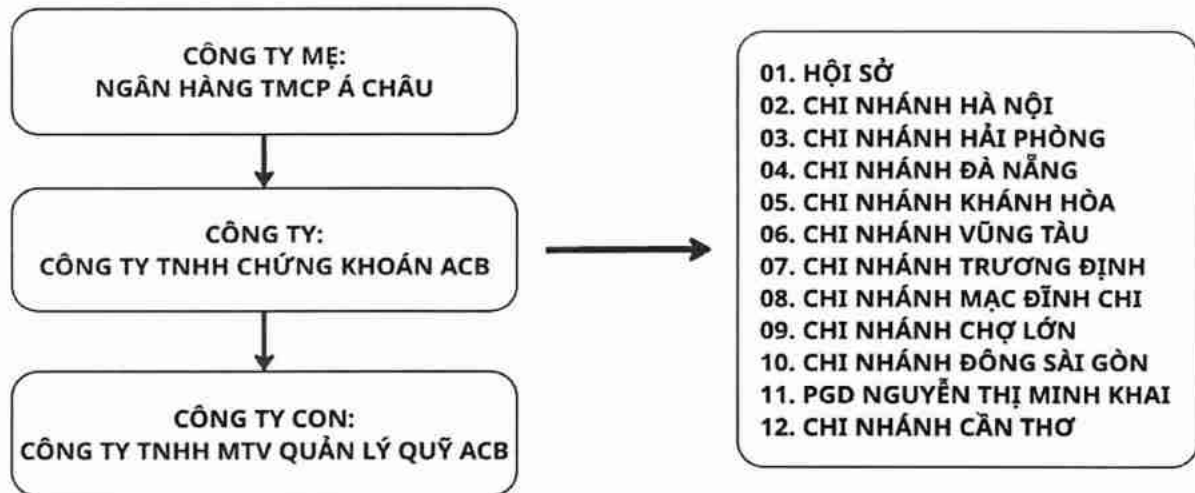 CÔNG TY MẸ:
NGÂN HÀNG TMCP Á CHÂU
CÔNG TY:
CÔNG TY TNHH CHỨNG KHOÁN ACB
CÔNG TY CON:
CÔNG TY TNHH MTV QUẢN LÝ QUỸ ACB
01. HỘI SỞ
02. CHI NHÁNH HÀ NỘI
03. CHI NHÁNH HẢI PHÒNG
04. CHI NHÁNH ĐÀ NẴNG
05. CHI NHÁNH KHÁNH HÒA
06. CHI NHÁNH VŨNG TÀU
07. CHI NHÁNH TRƯƠNG ĐỊNH
08. CHI NHÁNH MẠC ĐĨNH CHI
09. CHI NHÁNH CHỢ LỚN
10. CHI NHÁNH ĐÔNG SÀI GÒN
11. PGD NGUYỄN THỊ MINH KHAI
12. CHI NHÁNH CẦN THƠ